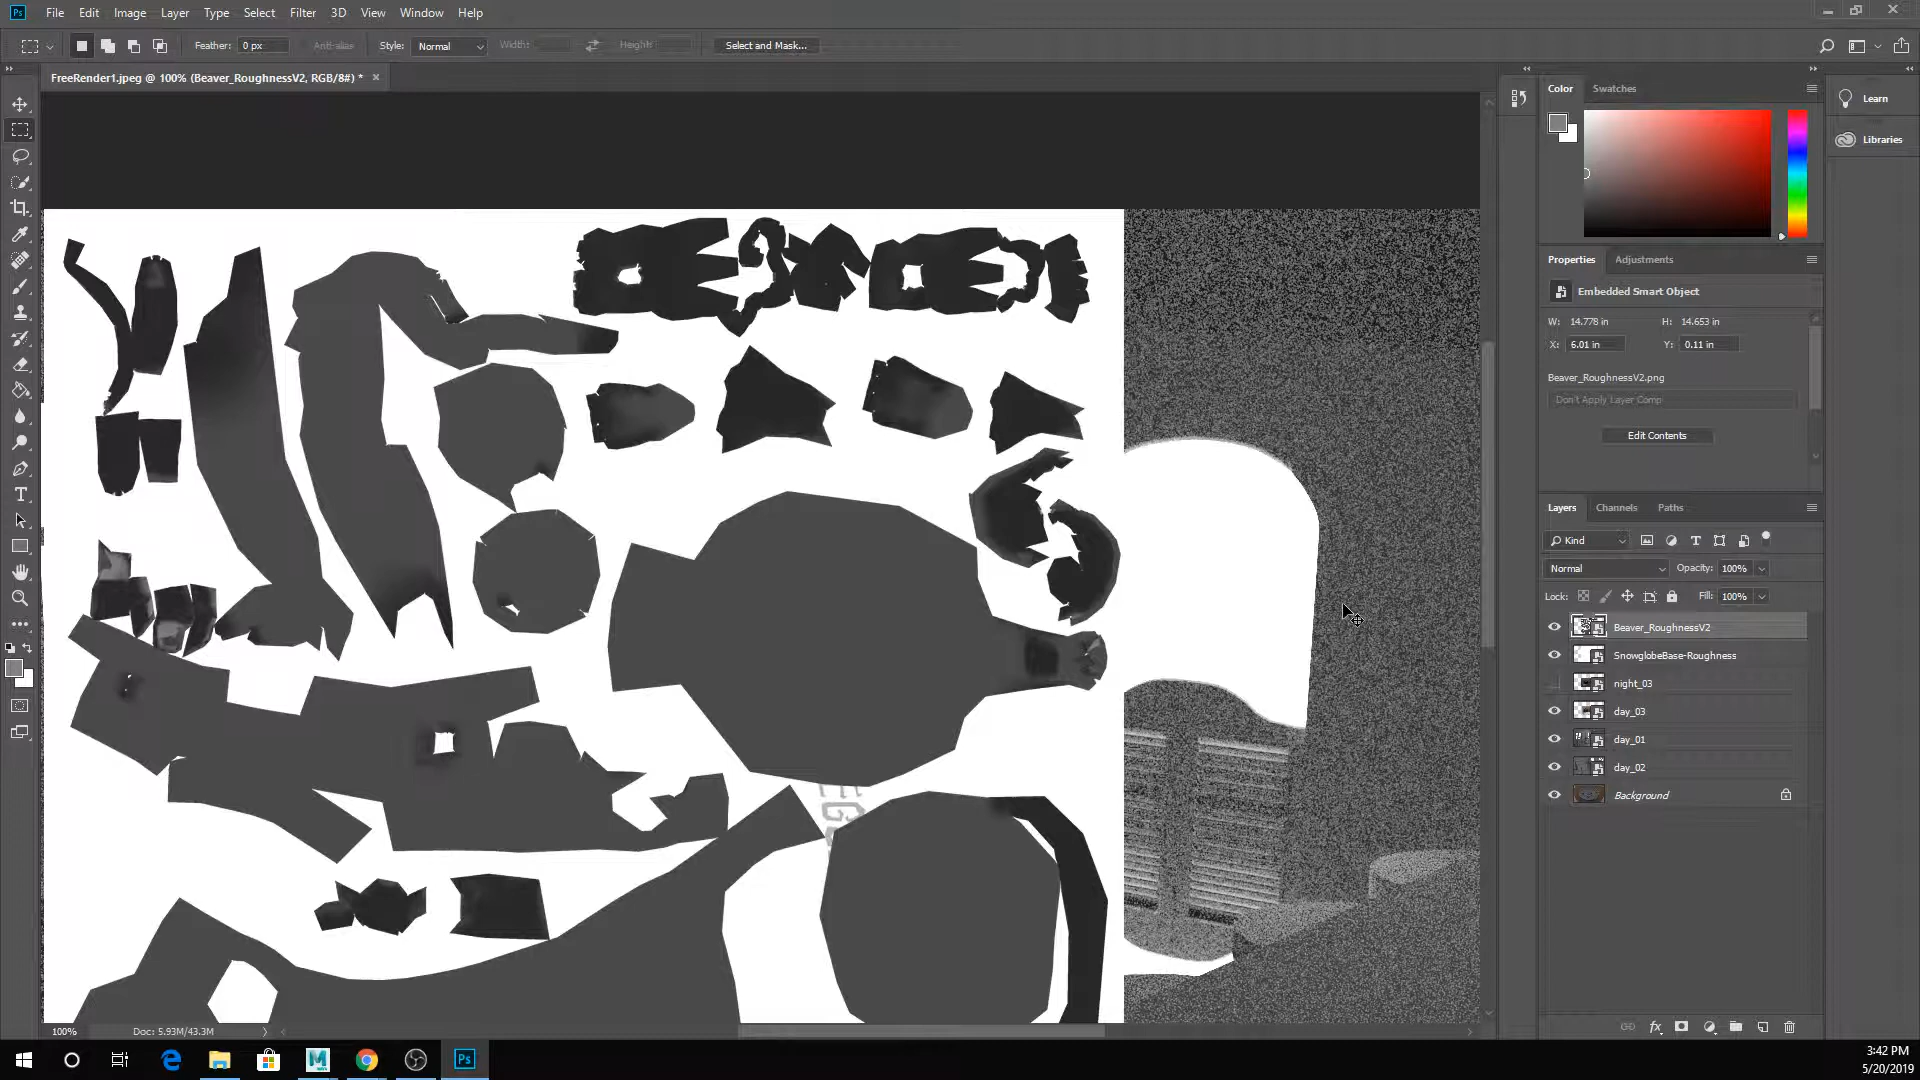 Ps File Edit Image Layer Type Select Filter 3D View Window Help
Feather: 0 px Anti-alias Style: Normal Width: Height: Select and Mask...
FreeRender1.jpeg @ 100% (Beaver_RoughnessV2, RGB/8#) *
Color Swatches
Learn
Libraries
Properties Adjustments
Embedded Smart Object
W: 14.778 in H: 14.653 in
X: 6.01 in Y: 0.11 in
Beaver_RoughnessV2.png
Don't Apply Layer Comp
Edit Contents
Layers Channels Paths
Kind
Normal Opacity: 100%
Lock: Fill: 100%
Beaver_RoughnessV2
SnowglobeBase-Roughness
night_03
day_03
day_01
day_02
Background
100% Doc: 5.93M/43.3M
Ps
3:42 PM
5/20/2019